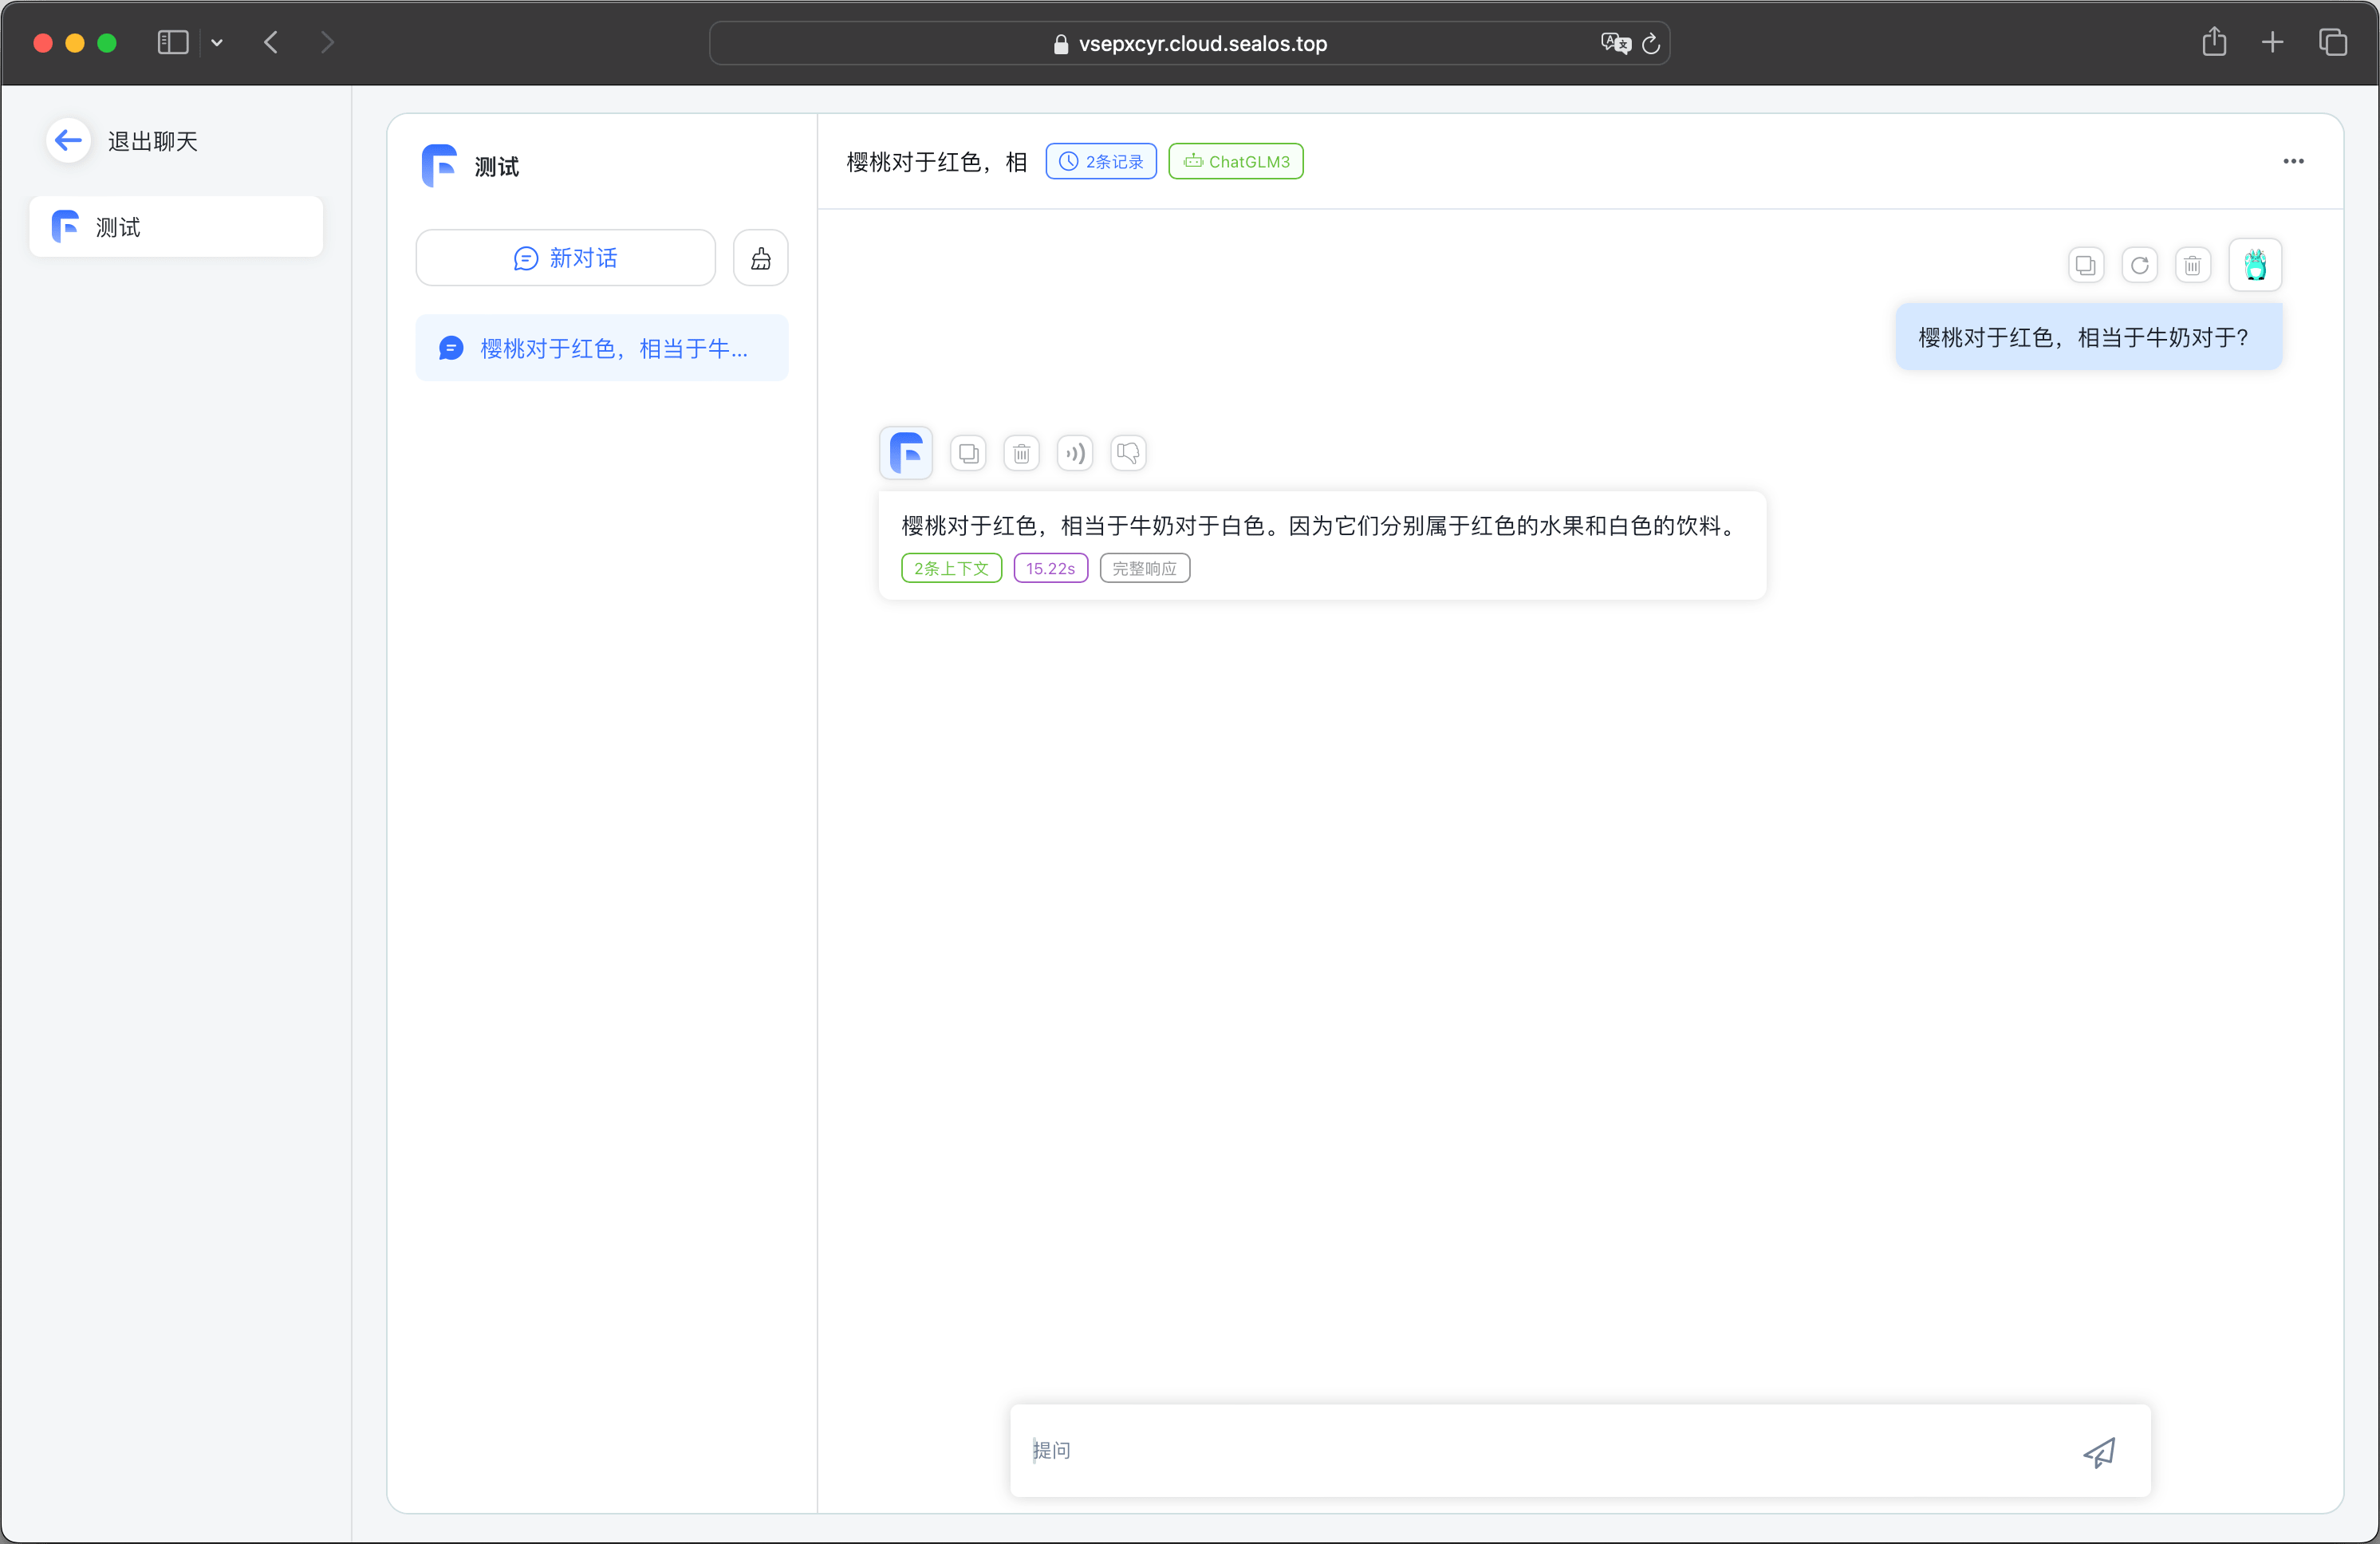 vsepxcyr.cloud.sealos.top
退出聊天
测试
测试
新对话
樱桃对于红色，相当于牛...
樱桃对于红色，相
2条记录
ChatGLM3
樱桃对于红色，相当于牛奶对于？
樱桃对于红色，相当于牛奶对于白色。因为它们分别属于红色的水果和白色的饮料。
2条上下文
15.22s
完整响应
提问